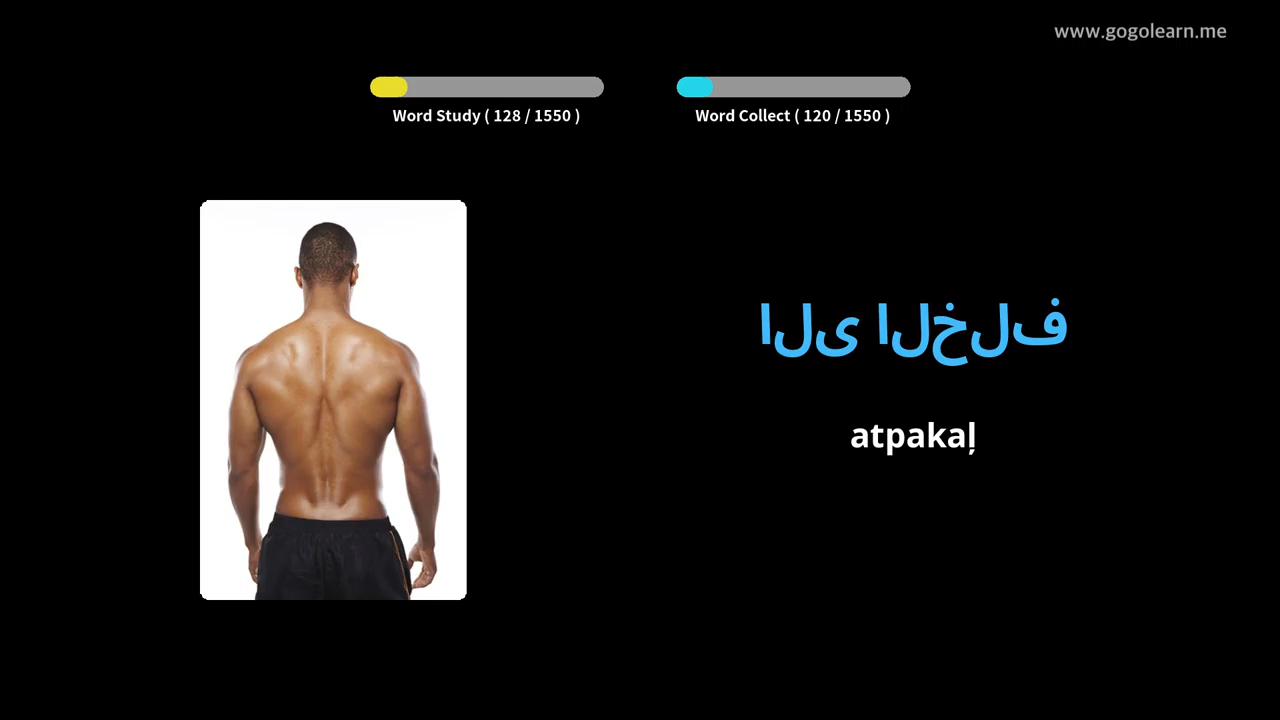 www.gogolearn.me
Word Study ( 128 / 1550 )
Word Collect ( 120 / 1550 )
الى الخلف
atpakaļ